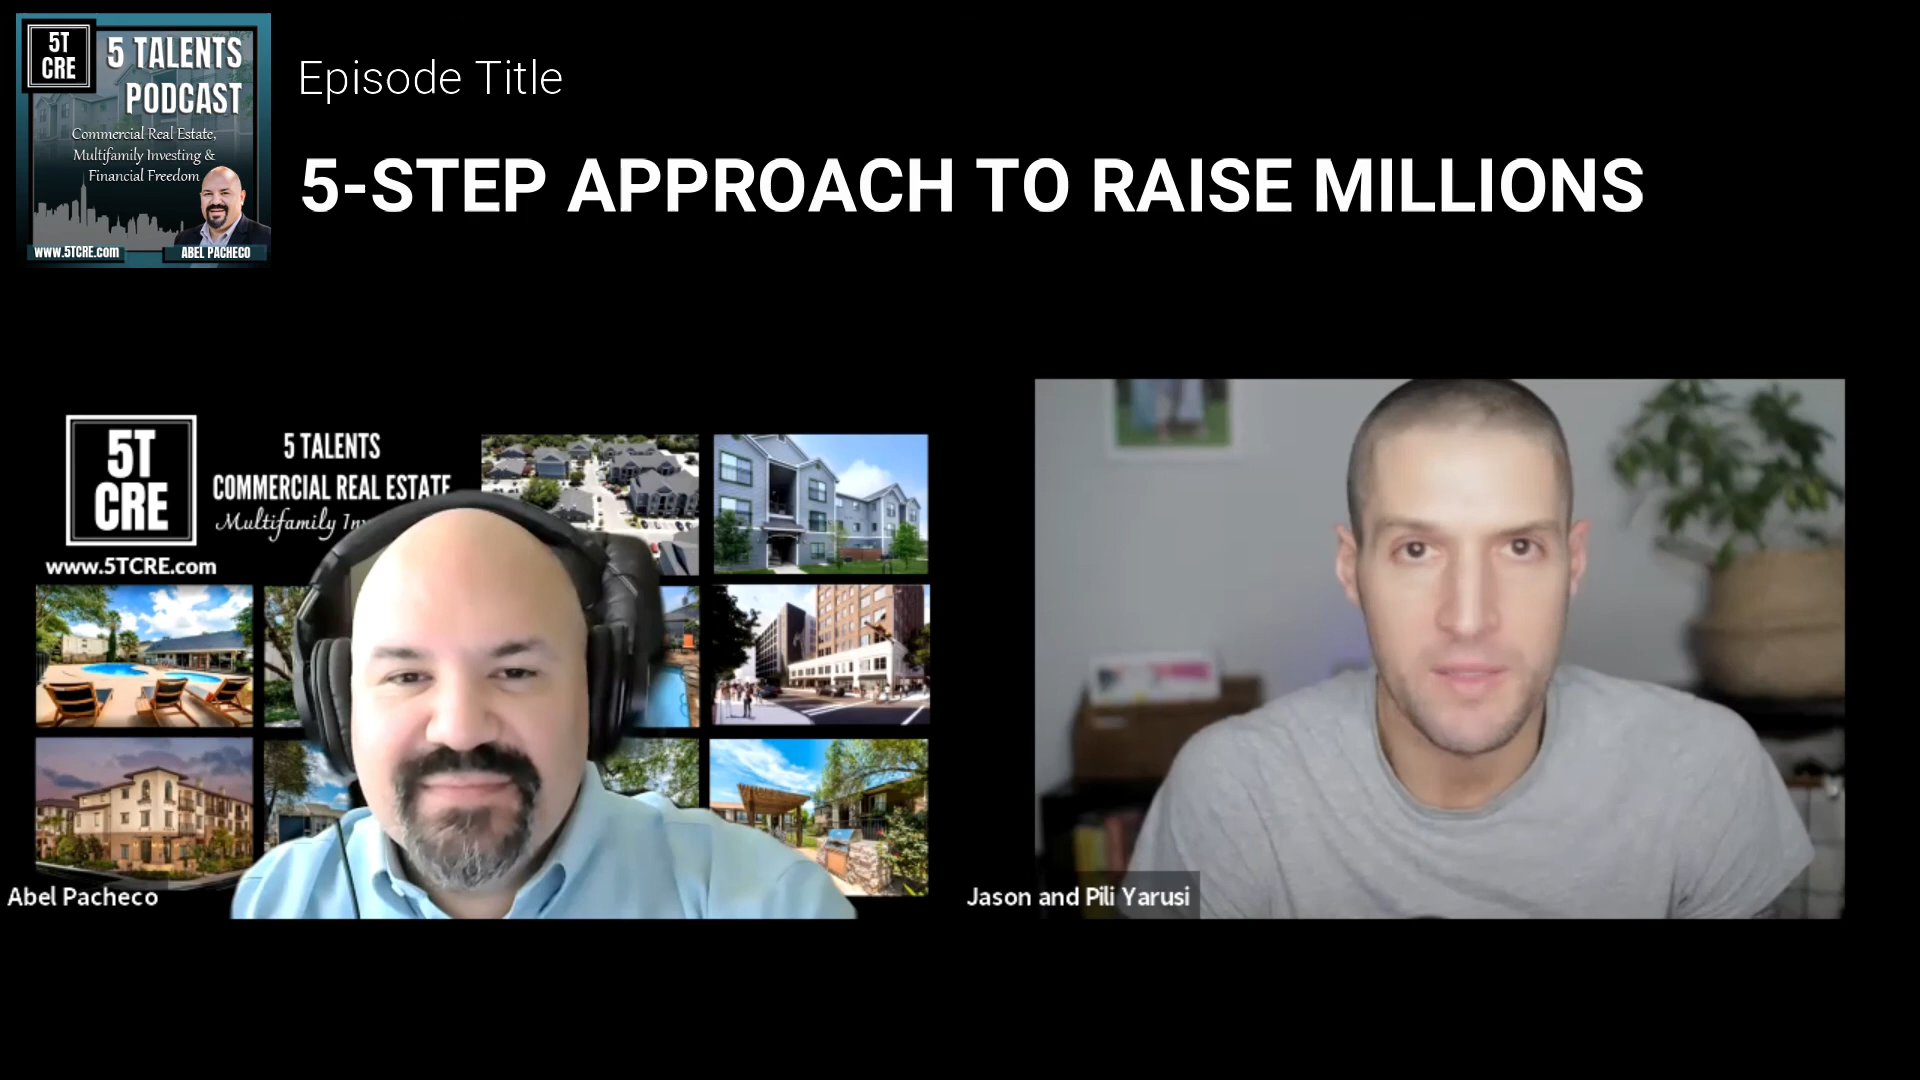 5T
CRE
5 TALENTS
PODCAST
Commercial Real Estate,
Multifamily Investing &
Financial Freedom
www.5TCRE.com
ABEL PACHECO
Episode Title
5-STEP APPROACH TO RAISE MILLIONS
5T
CRE
5 TALENTS
COMMERCIAL REAL ESTATE
Multifamily
www.5TCRE.com
Abel Pacheco
Jason and Pili Yarusi